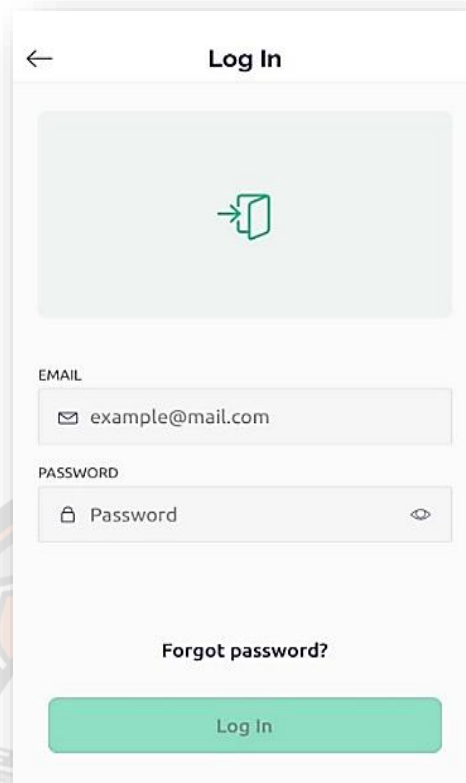 Log In
EMAIL
example@mail.com
PASSWORD
Password
Forgot password?
Log In